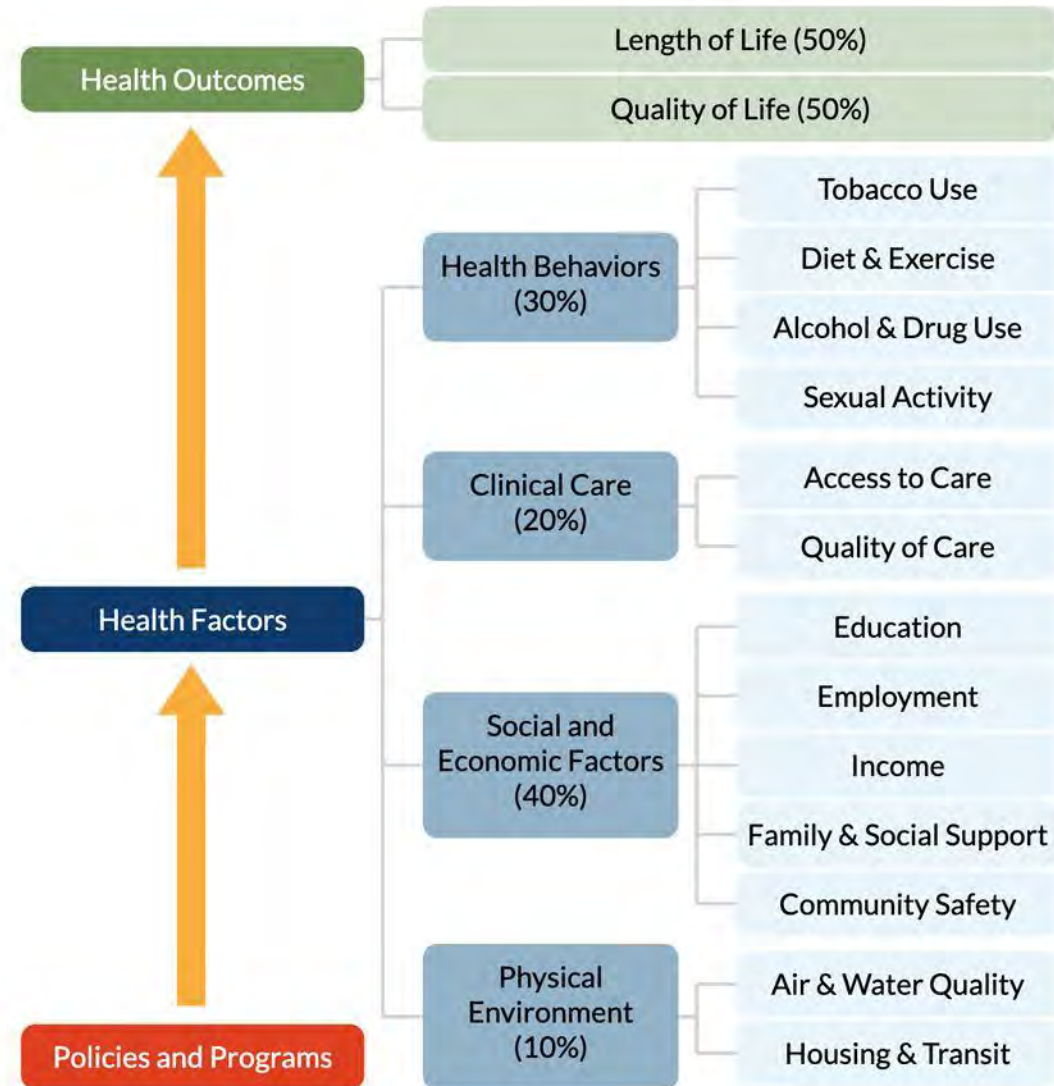 Health Outcomes
Length of Life (50%)
Quality of Life (50%)
Health Factors
Health Behaviors
(30%)
Tobacco Use
Diet & Exercise
Alcohol & Drug Use
Sexual Activity
Clinical Care
(20%)
Access to Care
Quality of Care
Social and
Economic Factors
(40%)
Education
Employment
Income
Family & Social Support
Community Safety
Physical
Environment
(10%)
Air & Water Quality
Housing & Transit
Policies and Programs